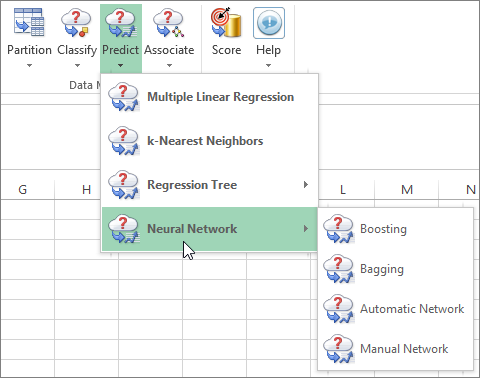 Partition Classify Predict Associate Score Help
Data M
Multiple Linear Regression
k-Nearest Neighbors
Regression Tree
G H L M N
Neural Network
Boosting
Bagging
Automatic Network
Manual Network